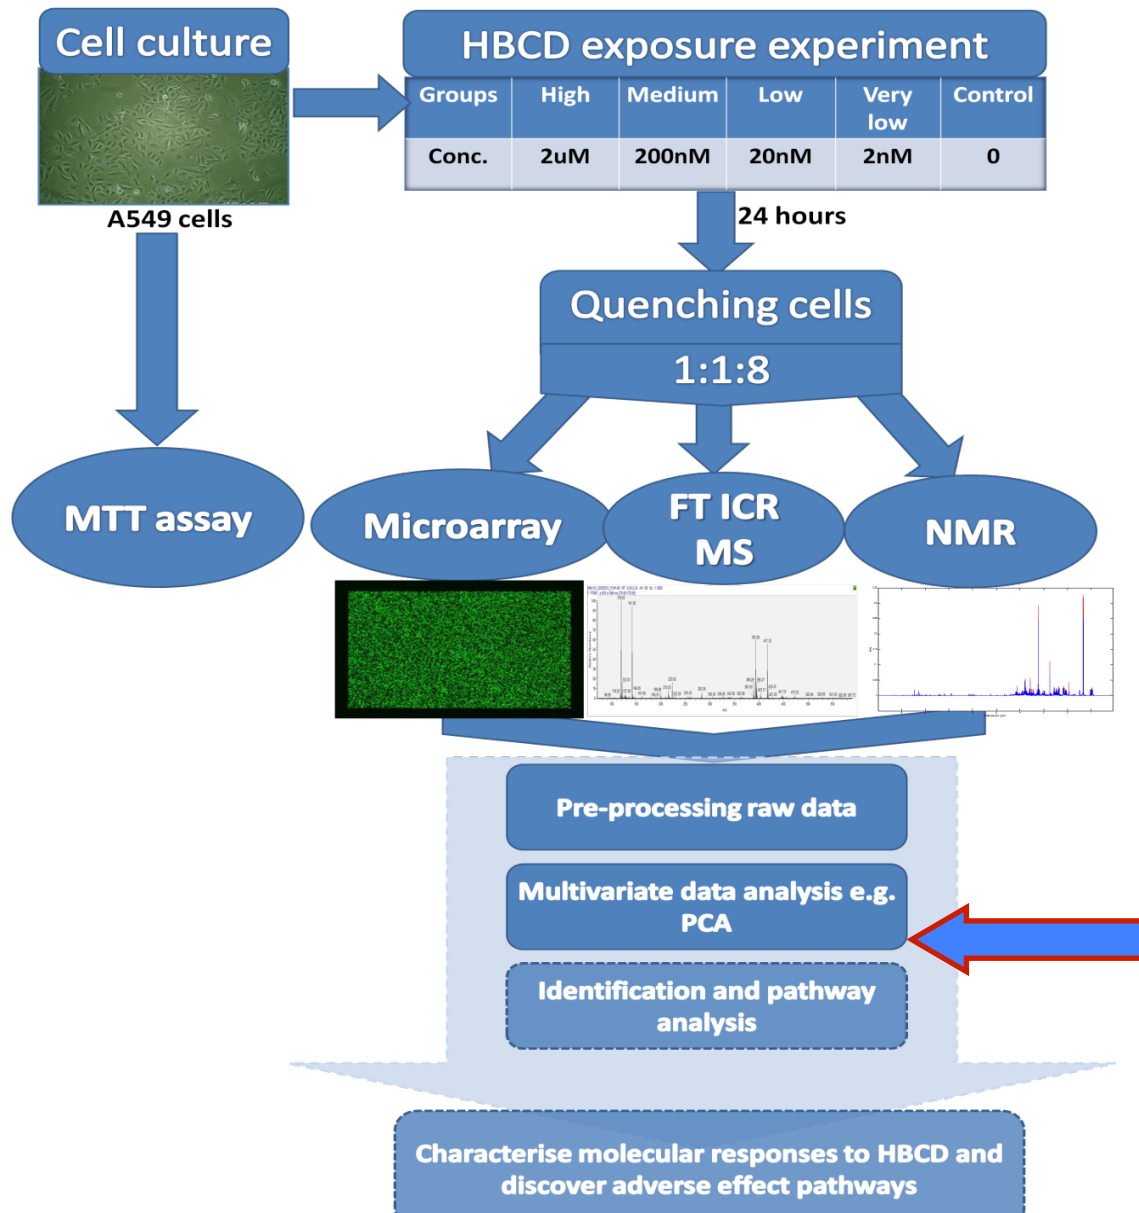 Cell culture
HBCD exposure experiment
Groups High Medium Low Very low Control
Conc. 2uM 200nM 20nM 2nM 0
A549 cells
24 hours
Quenching cells
1:1:8
MTT assay
Microarray
FT ICR
MS
NMR
Pre-processing raw data
Multivariate data analysis e.g.
PCA
Identification and pathway
analysis
Characterise molecular responses to HBCD and
discover adverse effect pathways